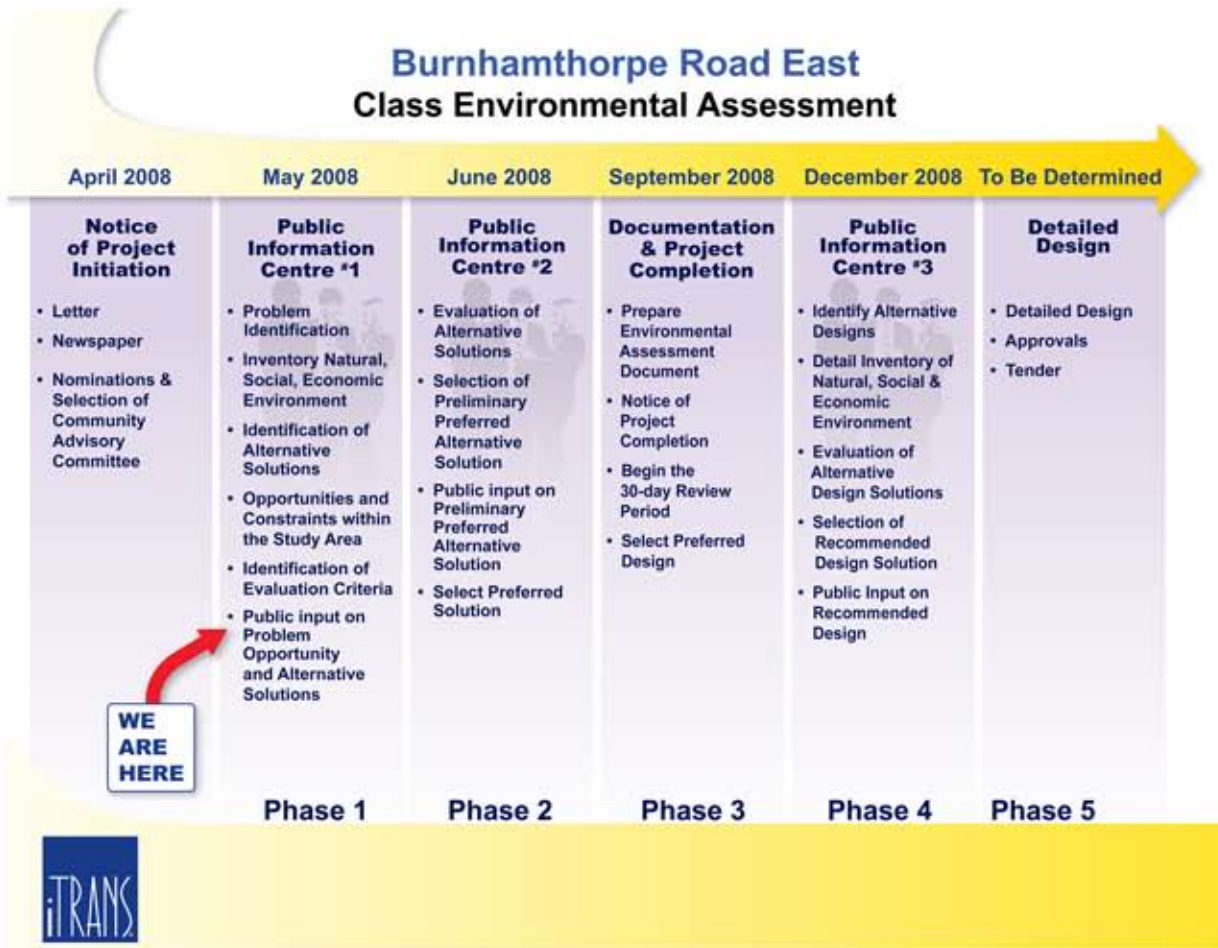 Burnhamthorpe Road East
Class Environmental Assessment
April 2008
May 2008
June 2008
September 2008
December 2008
To Be Determined
Notice
of Project
Initiation
• Letter
• Newspaper
• Nominations &
Selection of
Community
Advisory
Committee
Public
Information
Centre #1
• Problem
Identification
• Inventory Natural,
Social, Economic
Environment
• Identification of
Alternative
Solutions
• Opportunities and
Constraints within
the Study Area
• Identification of
Evaluation Criteria
• Public input on
Problem
Opportunity
and Alternative
Solutions
Public
Information
Centre #2
• Evaluation of
Alternative
Solutions
• Selection of
Preliminary
Preferred
Alternative
Solution
• Public input on
Preliminary
Preferred
Alternative
Solution
• Select Preferred
Solution
Documentation
& Project
Completion
• Prepare
Environmental
Assessment
Document
• Notice of
Project
Completion
• Begin the
30-day Review
Period
• Select Preferred
Design
Public
Information
Centre #3
• Identify Alternative
Designs
• Detail Inventory of
Natural, Social &
Economic
Environment
• Evaluation of
Alternative
Design Solutions
• Selection of
Recommended
Design Solution
• Public Input on
Recommended
Design
Detailed
Design
• Detailed Design
• Approvals
• Tender
WE
ARE
HERE
Phase 1
Phase 2
Phase 3
Phase 4
Phase 5
iTRANS